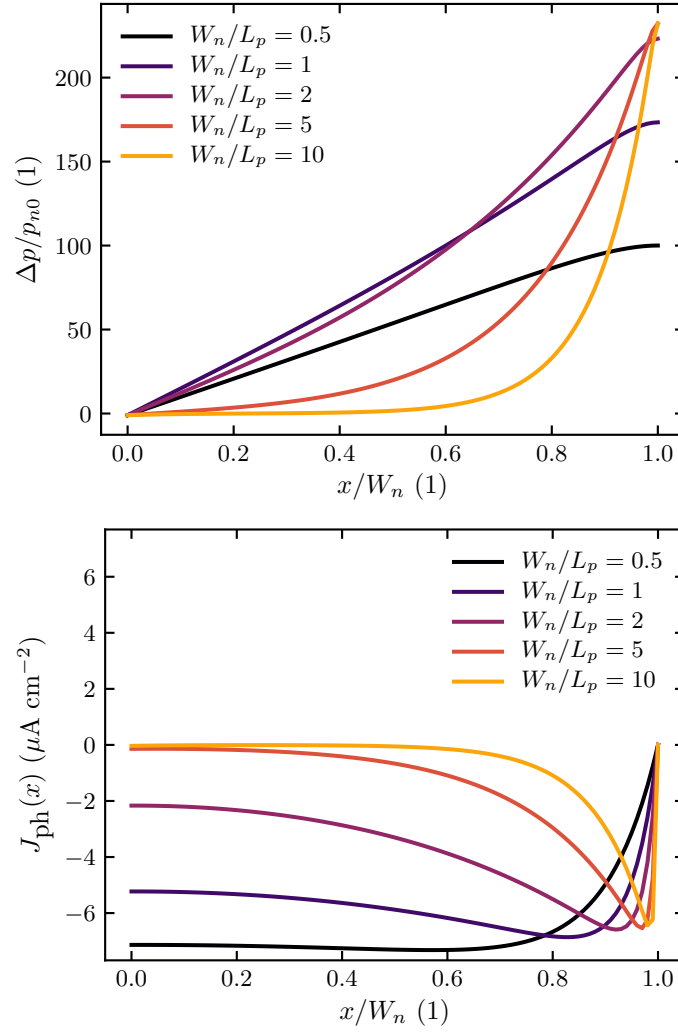 W_n/L_p = 0.5
W_n/L_p = 1
W_n/L_p = 2
W_n/L_p = 5
W_n/L_p = 10
200
150
100
50
0
Δp/p_{n0} (1)
0.0 0.2 0.4 0.6 0.8 1.0
x/W_n (1)
W_n/L_p = 0.5
W_n/L_p = 1
W_n/L_p = 2
W_n/L_p = 5
W_n/L_p = 10
6
4
2
0
−2
−4
−6
J_{ph}(x) (μA cm^{−2})
0.0 0.2 0.4 0.6 0.8 1.0
x/W_n (1)